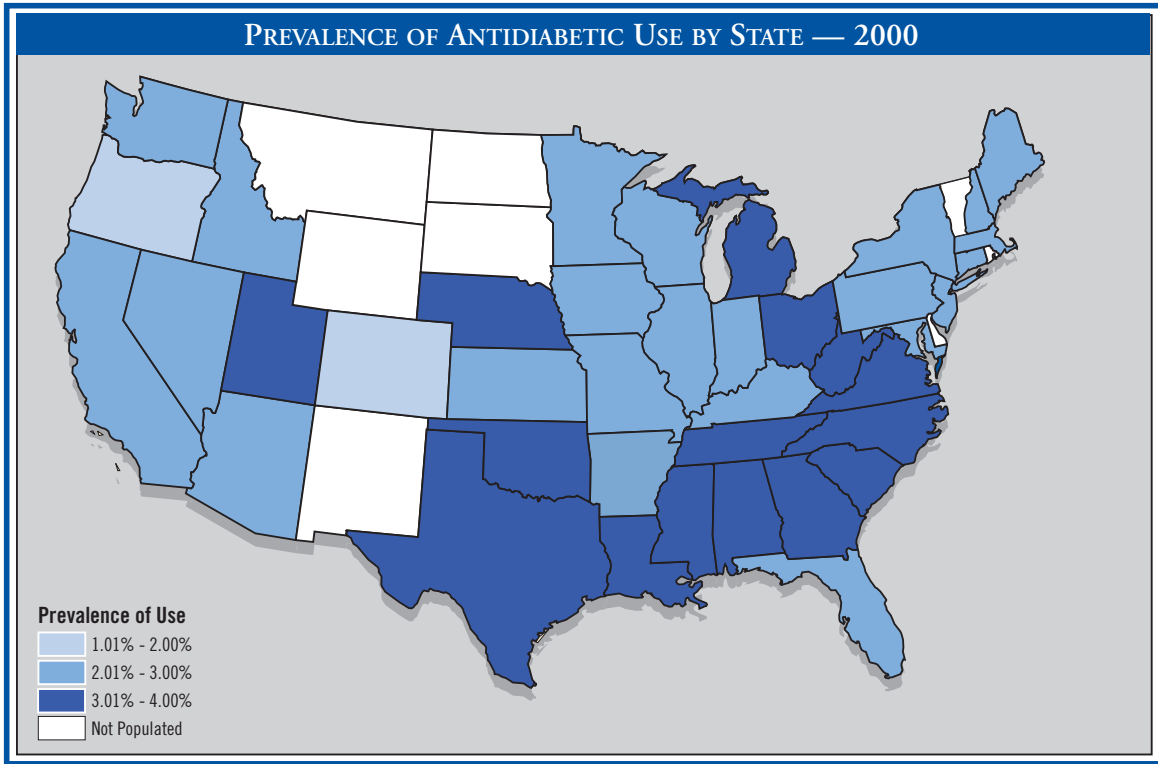 PREVALENCE OF ANTIDIABETIC USE BY STATE — 2000
Prevalence of Use
1.01% - 2.00%
2.01% - 3.00%
3.01% - 4.00%
Not Populated